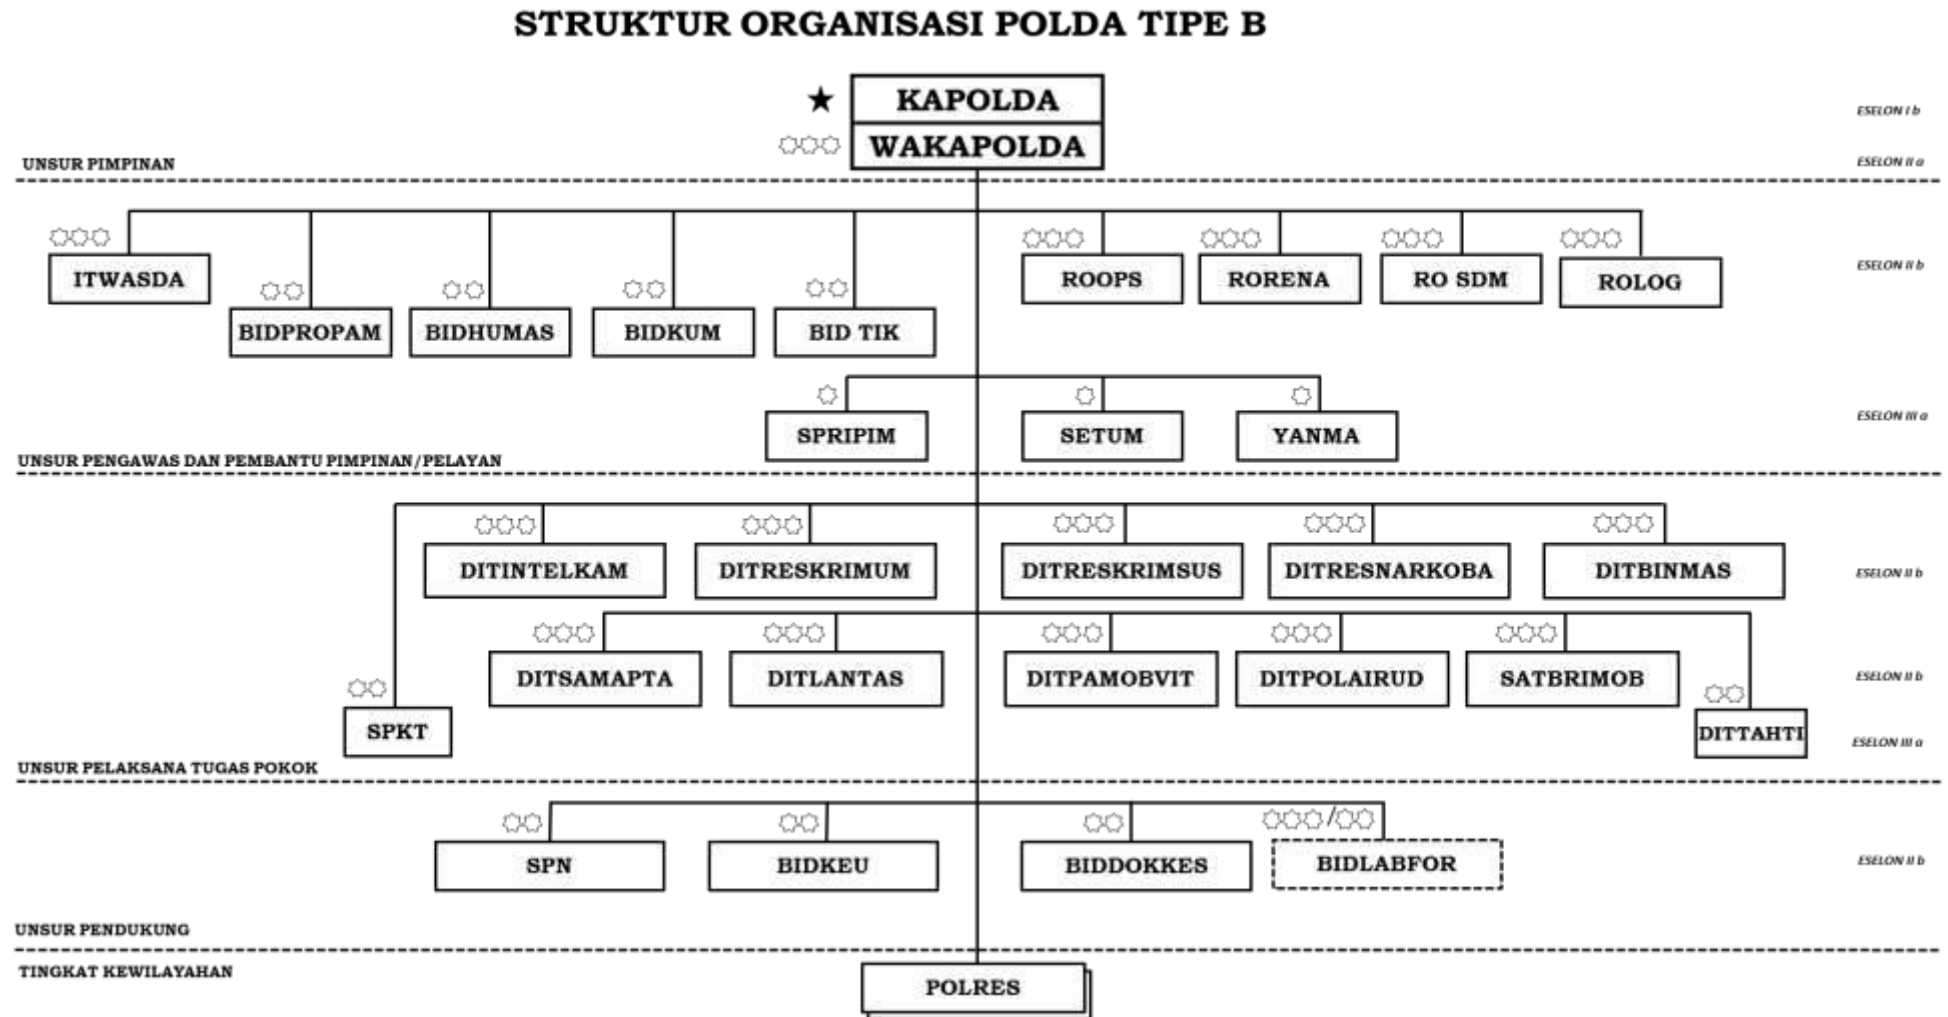 STRUKTUR ORGANISASI POLDA TIPE B
KAPOLDA
ESELON I b
WAKAPOLDA
UNSUR PIMPINAN
ESELON II a
ITWASDA
ROOPS
RORENA
RO SDM
ROLOG
ESELON II b
BIDPROPAM
BIDHUMAS
BIDKUM
BID TIK
SPRIPIM
SETUM
YANMA
ESELON III a
UNSUR PENGAWAS DAN PEMBANTU PIMPINAN/PELAYAN
DITINTELKAM
DITRESKRIMUM
DITRESKRIMSUS
DITRESNARKOBA
DITBINMAS
ESELON II b
DITSAMAPTA
DITLANTAS
DITPAMOBVIT
DITPOLAIRUD
SATBRIMOB
ESELON II b
SPKT
DITTAHTI
ESELON III a
UNSUR PELAKSANA TUGAS POKOK
/
SPN
BIDKEU
BIDDOKKES
BIDLABFOR
ESELON II b
UNSUR PENDUKUNG
TINGKAT KEWILAYAHAN
POLRES